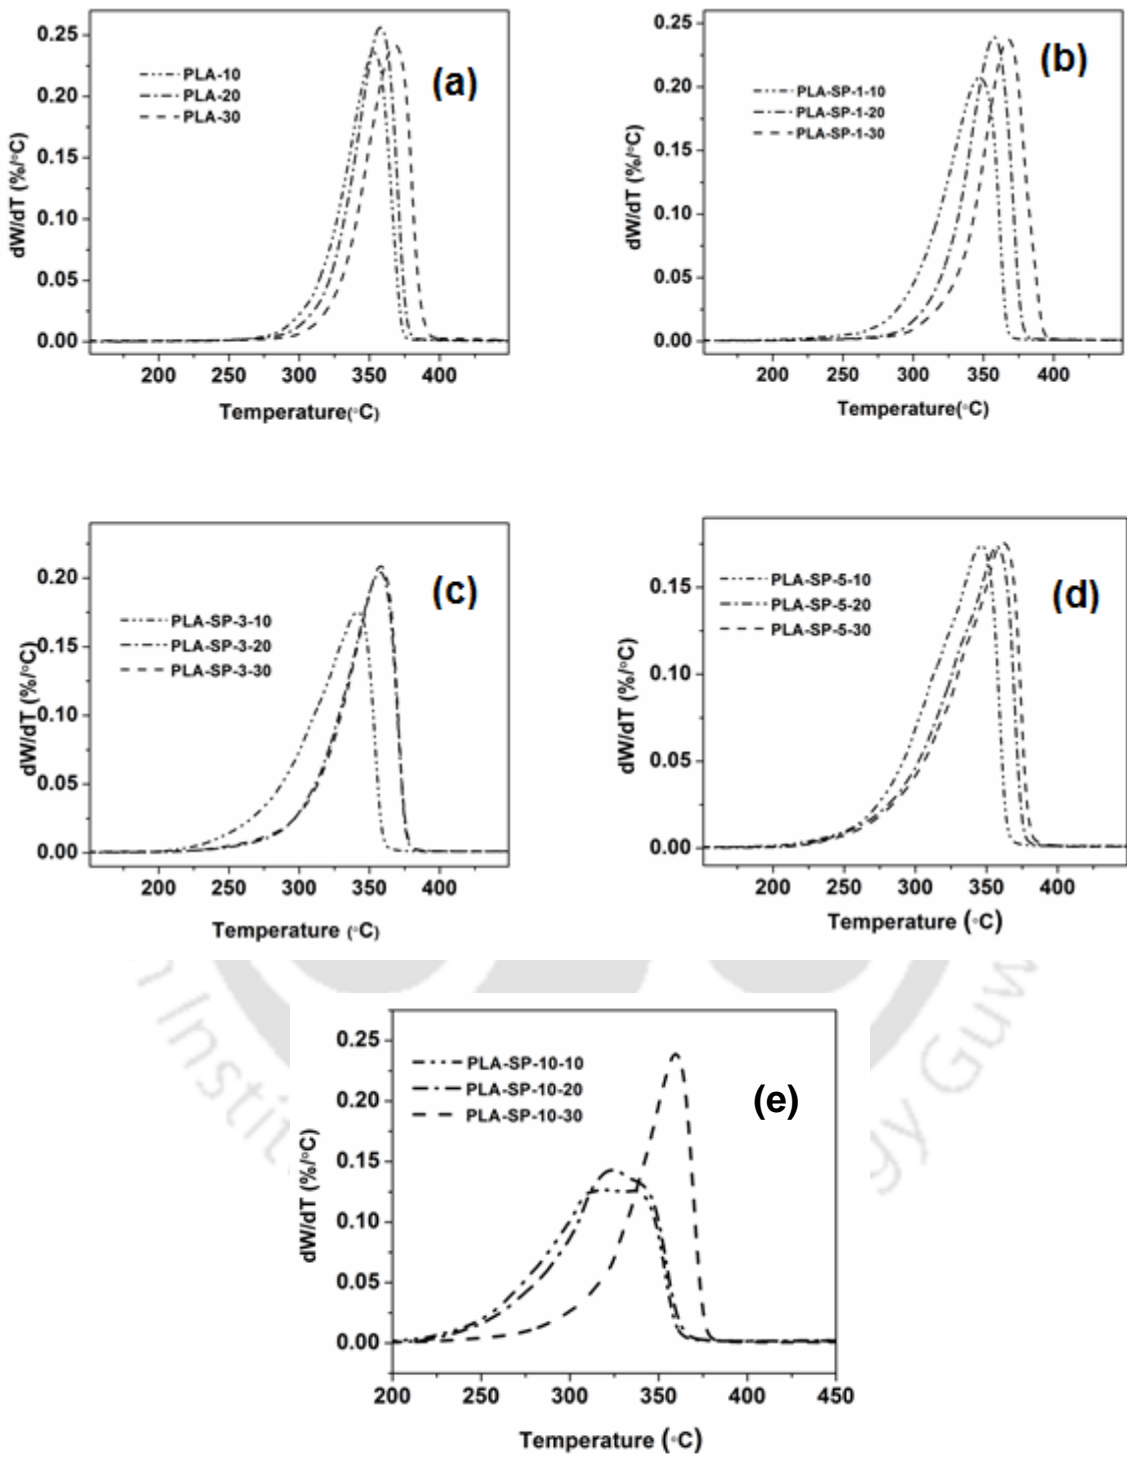 0.25
0.20
0.15
0.10
0.05
0.00
dW/dT (%/°C)
PLA-10
PLA-20
PLA-30
(a)
200 250 300 350 400
Temperature(°C)
0.25
0.20
0.15
0.10
0.05
0.00
dW/dT (%/°C)
PLA-SP-1-10
PLA-SP-1-20
PLA-SP-1-30
(b)
200 250 300 350 400
Temperature(°C)
0.20
0.15
0.10
0.05
0.00
dW/dT (%/°C)
PLA-SP-3-10
PLA-SP-3-20
PLA-SP-3-30
(c)
200 250 300 350 400
Temperature (°C)
0.15
0.10
0.05
0.00
dW/dT (%/°C)
PLA-SP-5-10
PLA-SP-5-20
PLA-SP-5-30
(d)
200 250 300 350 400
Temperature (°C)
0.25
0.20
0.15
0.10
0.05
0.00
dW/dT (%/°C)
PLA-SP-10-10
PLA-SP-10-20
PLA-SP-10-30
(e)
200 250 300 350 400 450
Temperature (°C)
n Instit
gy Guw